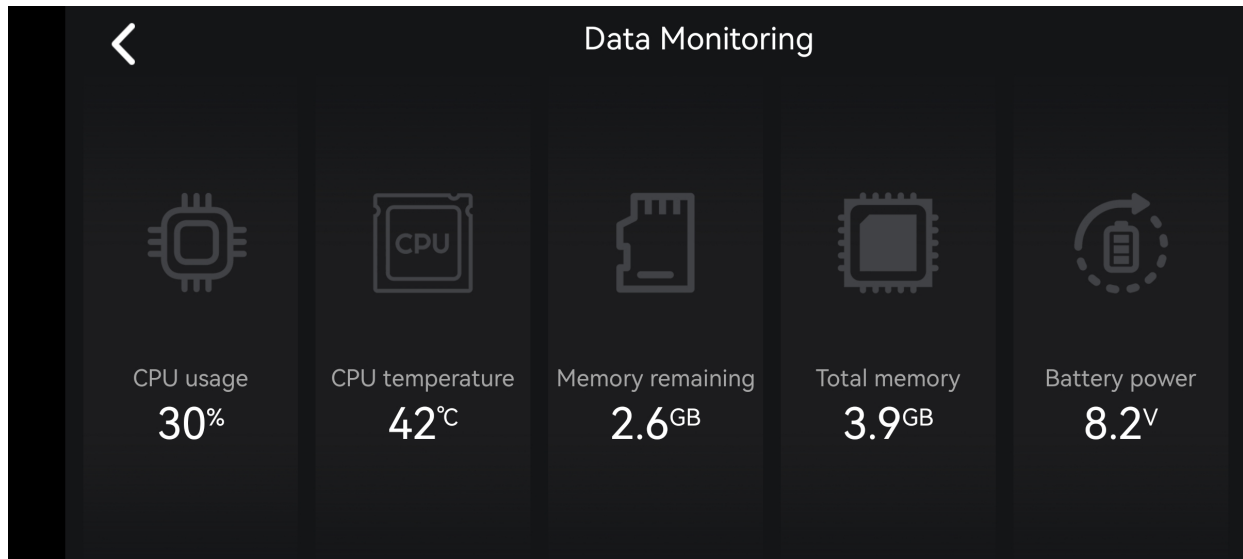 Data Monitoring
CPU
CPU usage
30%
CPU temperature
42℃
Memory remaining
2.6GB
Total memory
3.9GB
Battery power
8.2V